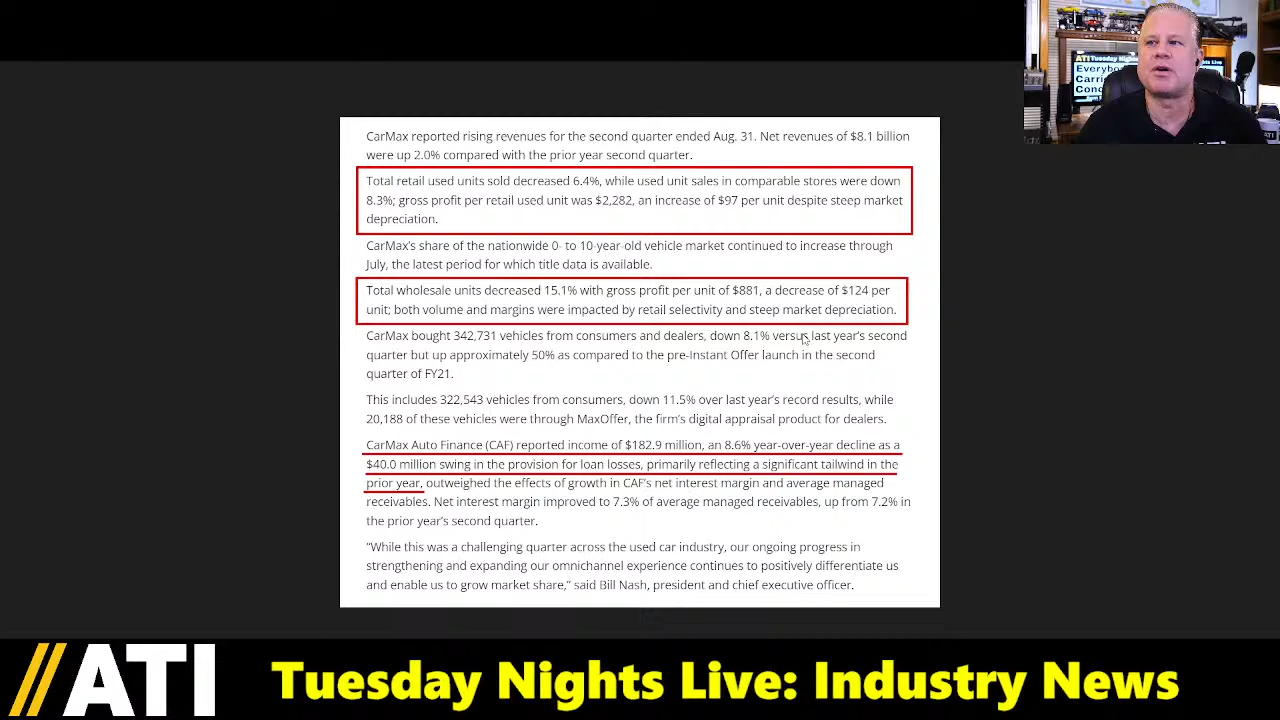 ATI Tuesday Nights Live
Everybo
Carri
Conc
ATI
CarMax reported rising revenues for the second quarter ended Aug. 31. Net revenues of $8.1 billion
were up 2.0% compared with the prior year second quarter.
Total retail used units sold decreased 6.4%, while used unit sales in comparable stores were down
8.3%; gross profit per retail used unit was $2,282, an increase of $97 per unit despite steep market
depreciation.
CarMax's share of the nationwide 0- to 10-year-old vehicle market continued to increase through
July, the latest period for which title data is available.
Total wholesale units decreased 15.1% with gross profit per unit of $881, a decrease of $124 per
unit; both volume and margins were impacted by retail selectivity and steep market depreciation.
CarMax bought 342,731 vehicles from consumers and dealers, down 8.1% versus last year's second
quarter but up approximately 50% as compared to the pre-Instant Offer launch in the second
quarter of FY21.
This includes 322,543 vehicles from consumers, down 11.5% over last year's record results, while
20,188 of these vehicles were through MaxOffer, the firm's digital appraisal product for dealers.
CarMax Auto Finance (CAF) reported income of $182.9 million, an 8.6% year-over-year decline as a
$40.0 million swing in the provision for loan losses, primarily reflecting a significant tailwind in the
prior year, outweighed the effects of growth in CAF's net interest margin and average managed
receivables. Net interest margin improved to 7.3% of average managed receivables, up from 7.2% in
the prior year's second quarter.
“While this was a challenging quarter across the used car industry, our ongoing progress in
strengthening and expanding our omnichannel experience continues to positively differentiate us
and enable us to grow market share,” said Bill Nash, president and chief executive officer.
//ATI
Tuesday Nights Live: Industry News